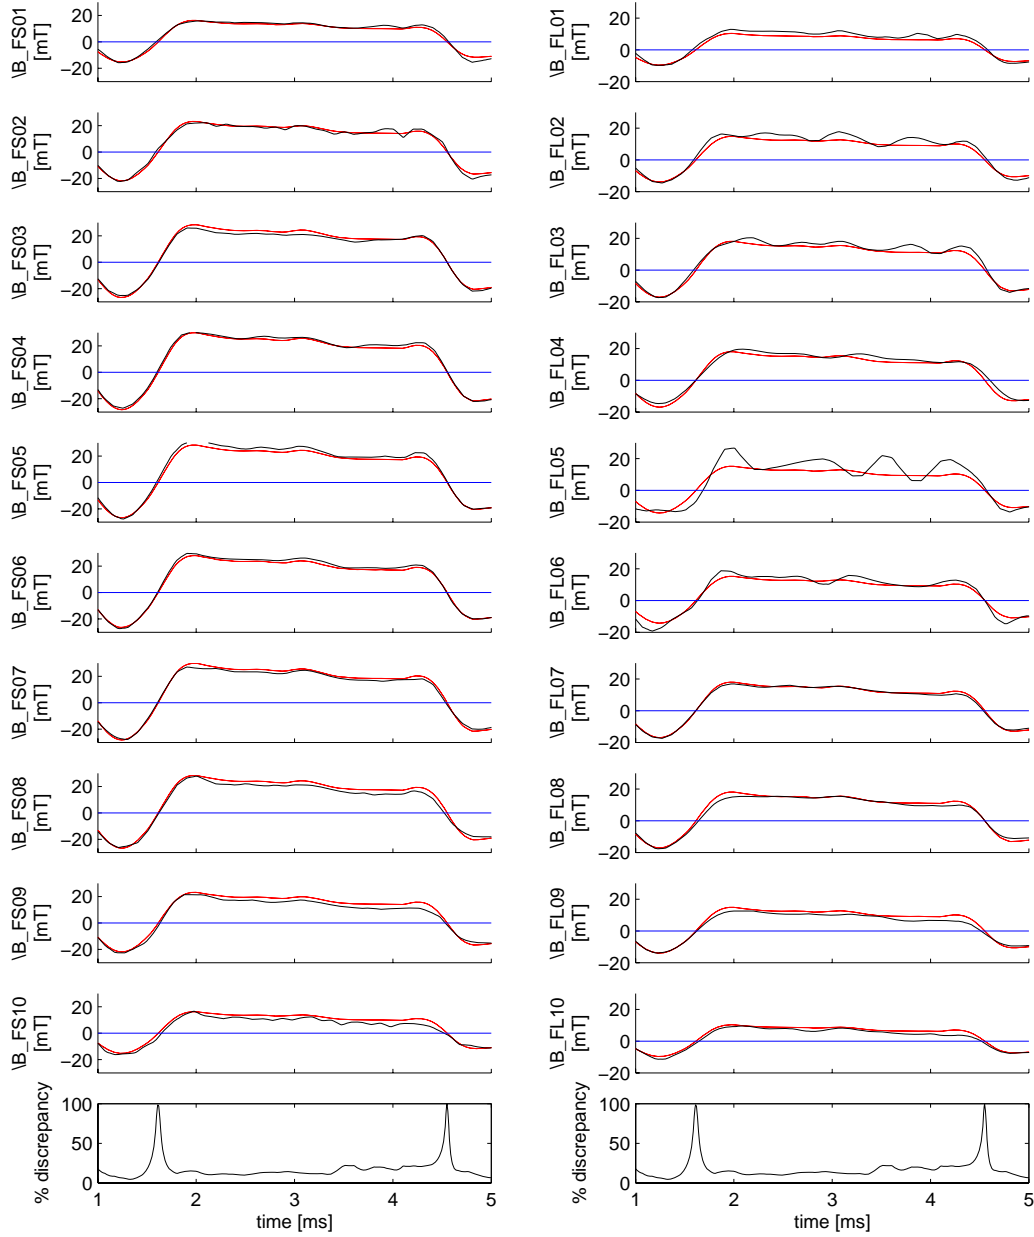 20
0
−20
\B_FS01
[mT]
20
0
−20
\B_FL01
[mT]
20
0
−20
\B_FS02
[mT]
20
0
−20
\B_FL02
[mT]
20
0
−20
\B_FS03
[mT]
20
0
−20
\B_FL03
[mT]
20
0
−20
\B_FS04
[mT]
20
0
−20
\B_FL04
[mT]
20
0
−20
\B_FS05
[mT]
20
0
−20
\B_FL05
[mT]
20
0
−20
\B_FS06
[mT]
20
0
−20
\B_FL06
[mT]
20
0
−20
\B_FS07
[mT]
20
0
−20
\B_FL07
[mT]
20
0
−20
\B_FS08
[mT]
20
0
−20
\B_FL08
[mT]
20
0
−20
\B_FS09
[mT]
20
0
−20
\B_FL09
[mT]
20
0
−20
\B_FS10
[mT]
20
0
−20
\B_FL10
[mT]
100
50
0
% discrepancy
1 2 3 4 5
time [ms]
100
50
0
% discrepancy
1 2 3 4 5
time [ms]